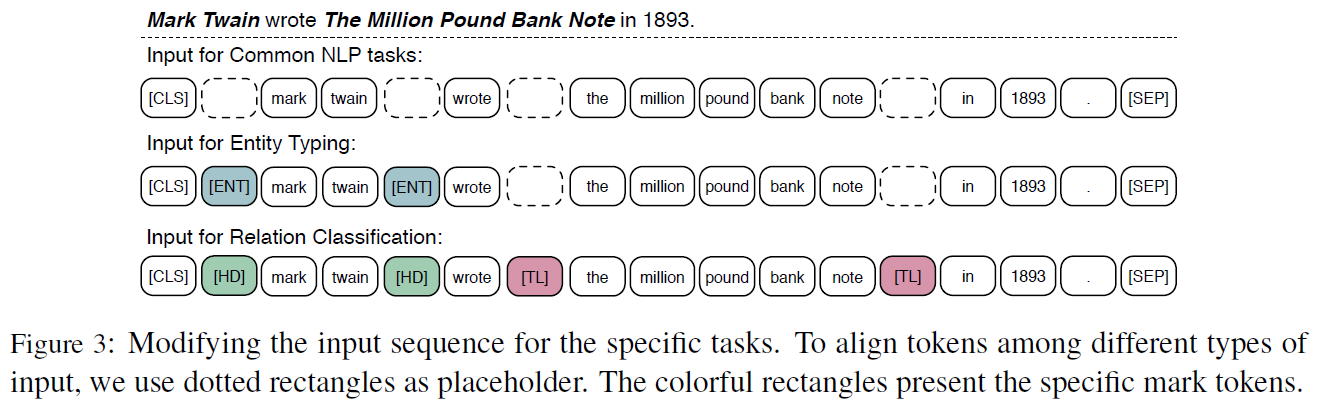 Mark Twain wrote The Million Pound Bank Note in 1893.
Input for Common NLP tasks:
[CLS] mark twain wrote the million pound bank note in 1893 . [SEP]
Input for Entity Typing:
[CLS] [ENT] mark twain [ENT] wrote the million pound bank note in 1893 . [SEP]
Input for Relation Classification:
[CLS] [HD] mark twain [HD] wrote [TL] the million pound bank note [TL] in 1893 . [SEP]
Figure 3: Modifying the input sequence for the specific tasks. To align tokens among different types of
input, we use dotted rectangles as placeholder. The colorful rectangles present the specific mark tokens.